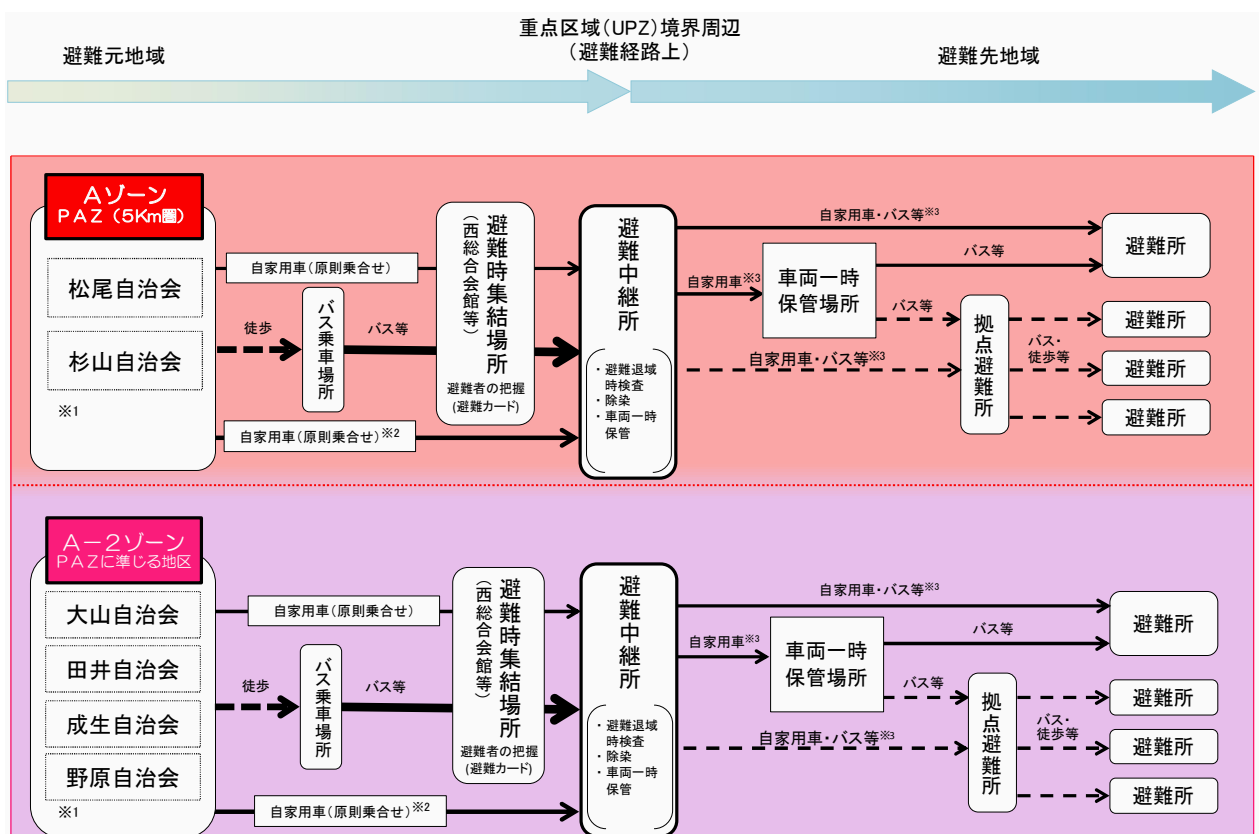 重点区域(UPZ)境界周辺
(避難経路上)
避難元地域
避難先地域
Aゾーン
PAZ(5Km圏)
松尾自治会
杉山自治会
※1
自家用車(原則乗合せ)
徒歩
バス乗車場所
バス等
自家用車(原則乗合せ)※2
避難時集結場所
(西総合会館等)
避難者の把握
(避難カード)
避難中継所
・避難退域
時検査
・除染
・車両一時
保管
自家用車・バス等※3
自家用車※3
車両一時
保管場所
バス等
バス等
自家用車・バス等※3
拠点避難所
バス・
徒歩等
避難所
避難所
避難所
避難所
A-2ゾーン
PAZに準じる地区
大山自治会
田井自治会
成生自治会
野原自治会
※1
自家用車(原則乗合せ)
徒歩
バス乗車場所
バス等
自家用車(原則乗合せ)※2
避難時集結場所
(西総合会館等)
避難者の把握
(避難カード)
避難中継所
・避難退域
時検査
・除染
・車両一時
保管
自家用車・バス等※3
自家用車※3
車両一時
保管場所
バス等
バス等
自家用車・バス等※3
拠点避難所
バス・
徒歩等
避難所
避難所
避難所
避難所